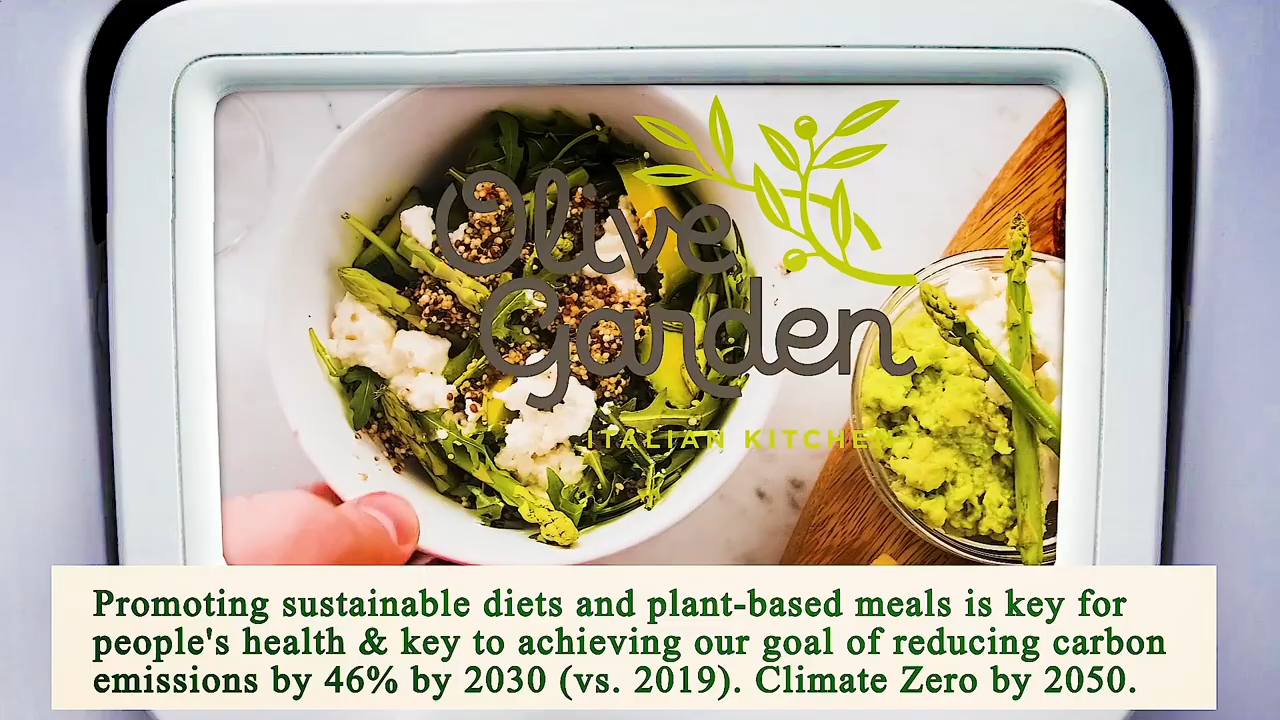 Olive
Garden
ITALIAN KITCHEN
Promoting sustainable diets and plant-based meals is key for
people's health & key to achieving our goal of reducing carbon
emissions by 46% by 2030 (vs. 2019). Climate Zero by 2050.